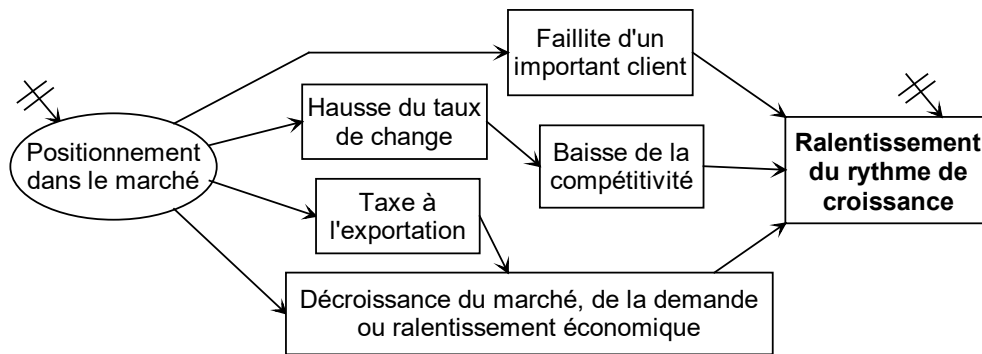 Faillite d'un
important client
Hausse du taux
de change
Positionnement
dans le marché
Baisse de la
compétitivité
Ralentissement
du rythme de
croissance
Taxe à
l'exportation
Décroissance du marché, de la demande
ou ralentissement économique